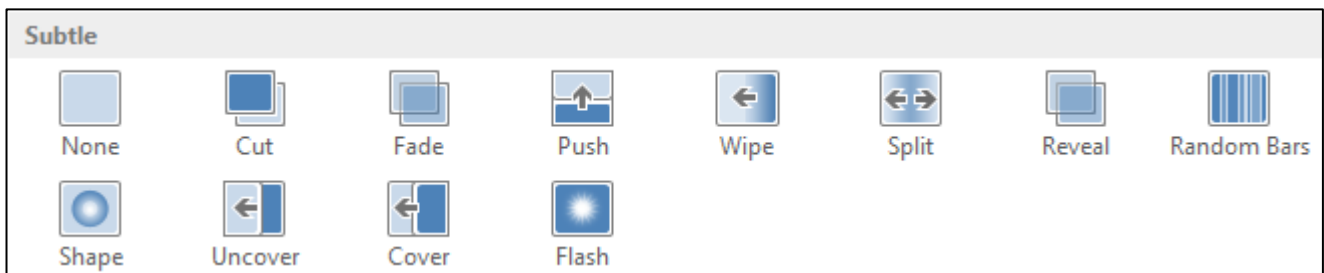 Subtle
None Cut Fade Push Wipe Split Reveal Random Bars
Shape Uncover Cover Flash